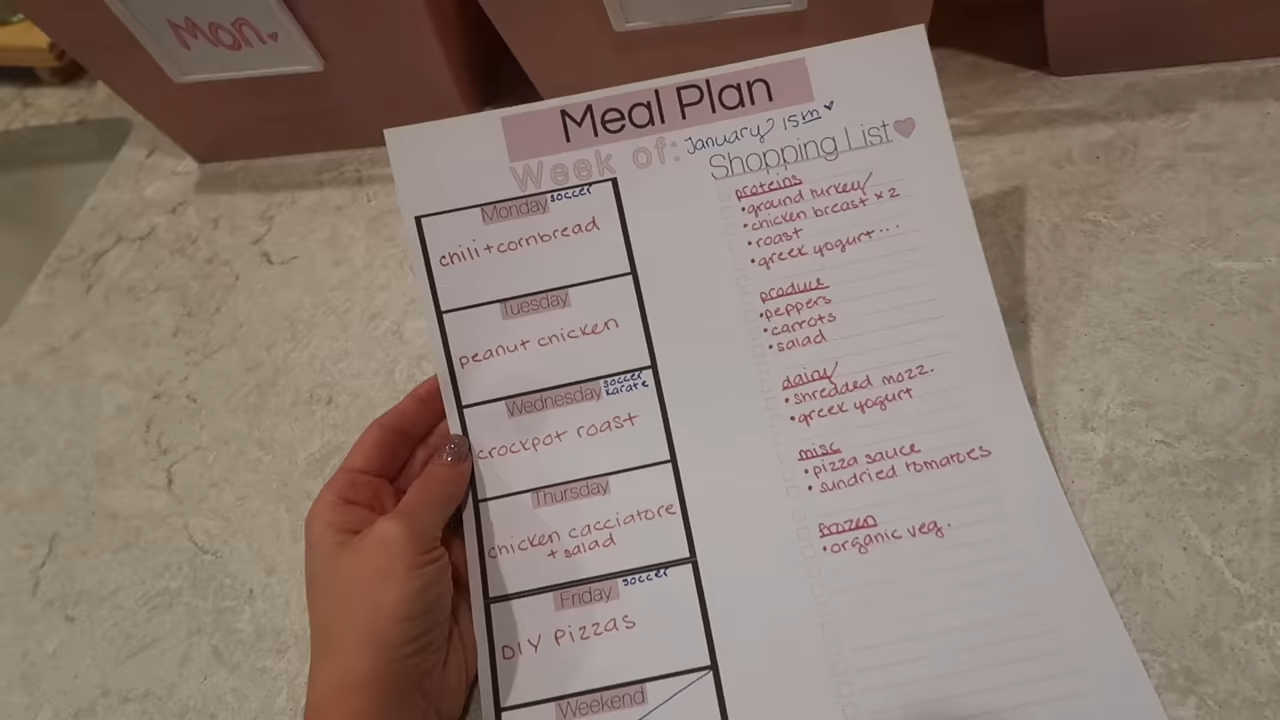 Mon.
Meal Plan
Week of: January 15th
Monday soccer
chili + cornbread
Tuesday
peanut chicken
Wednesday soccer
karate
crockpot roast
Thursday
chicken cacciatore
+ salad
Friday soccer
DIY Pizzas
Weekend
Shopping List
proteins
• ground turkey
• chicken breast x 2
• roast
• greek yogurt...
produce
• peppers
• carrots
• salad
dairy
• shredded mozz.
• greek yogurt
misc
• pizza sauce
• sundried tomatoes
frozen
• organic veg.